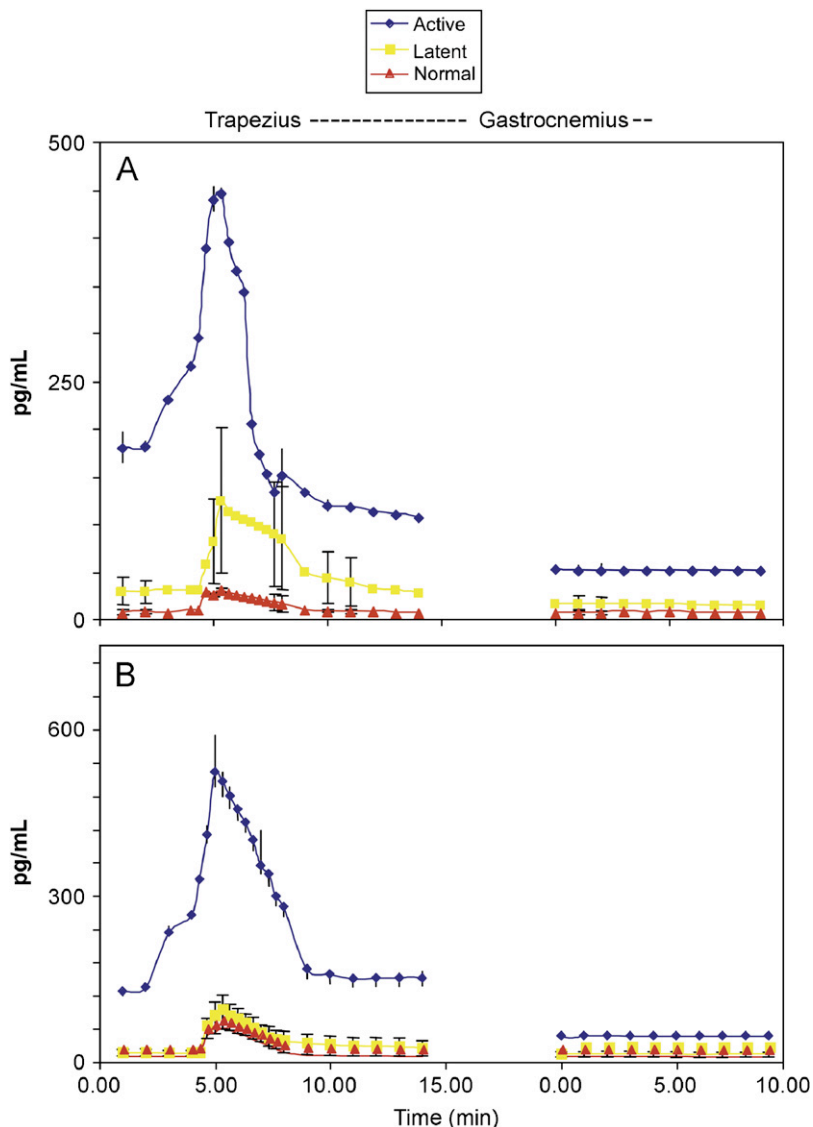 Active
Latent
Normal
Trapezius ---------------- Gastrocnemius --
A
500
250
0
pg/mL
B
600
300
0
pg/mL
0.00 5.00 10.00 15.00 0.00 5.00 10.00
Time (min)